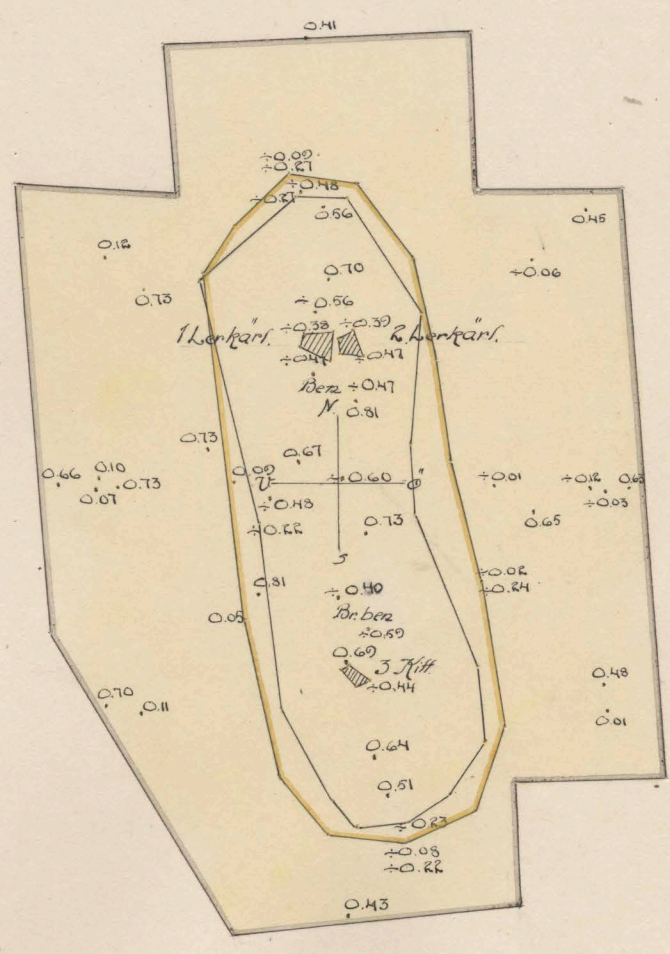 0.41
÷0.09
÷0.27
÷0.48
÷0.27
0.56
0.45
0.12
0.70
÷0.06
0.73
÷0.56
÷0.38 ÷0.39
1 Lerkärl. 2 Lerkärl.
÷0.47 ÷0.47
Ben ÷0.47
N. 0.81
0.73
0.67
0.66 0.10 0.73 0.09 V ÷0.60 Ö ÷0.01 ÷0.12 0.63
0.07 ÷0.48 ÷0.03
÷0.22 0.73 0.65
S
÷0.02
0.81 ÷0.40 ÷0.24
0.05 Br. ben
÷0.59
0.69 3 Kitt.
÷0.44 0.48
0.70 0.11
0.01
0.64
0.51
÷0.23
÷0.08
÷0.22
0.43